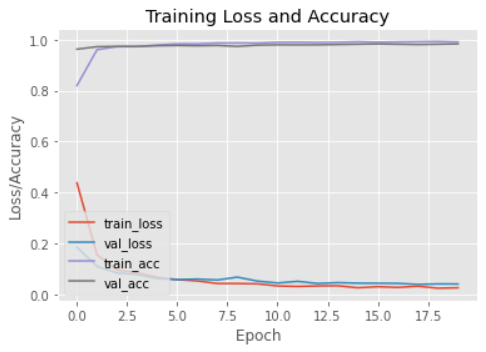 Training Loss and Accuracy
1.0
0.8
0.6
0.4
0.2
0.0
Loss/Accuracy
train_loss
val_loss
train_acc
val_acc
0.0 2.5 5.0 7.5 10.0 12.5 15.0 17.5
Epoch